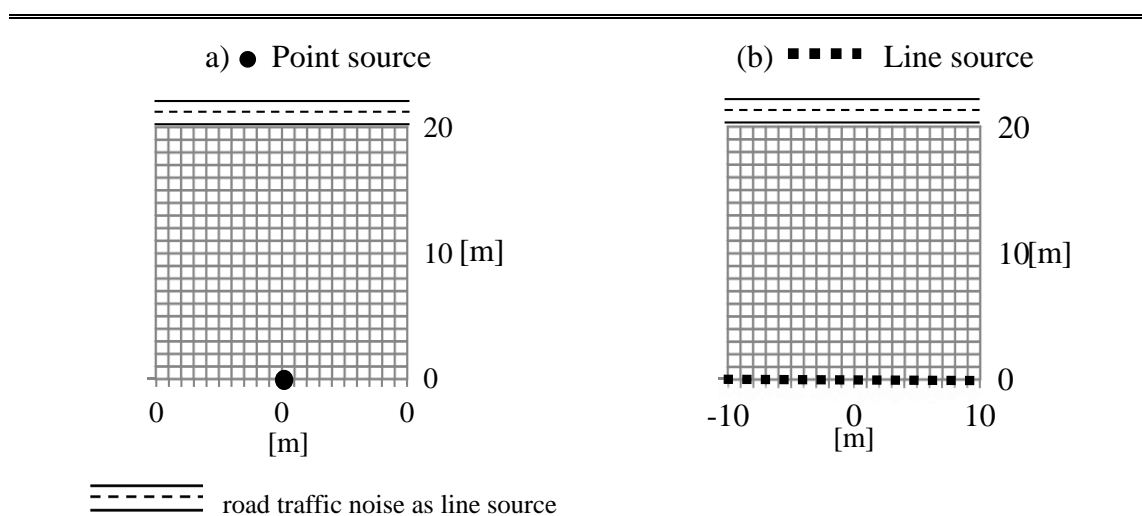 a) ● Point source
(b) Line source
20
10 [m]
0
0 0 0
[m]
20
10[m]
0
-10 0 10
[m]
road traffic noise as line source